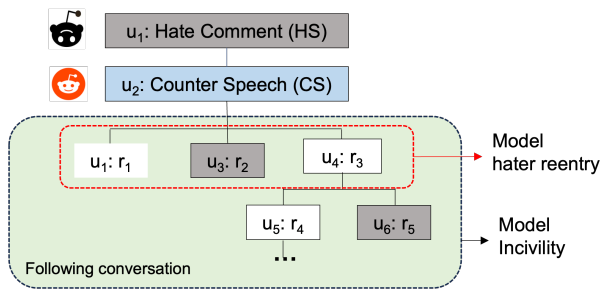 u₁: Hate Comment (HS)
u₂: Counter Speech (CS)
u₁: r₁
u₃: r₂
u₄: r₃
Model
hater reentry
u₅: r₄
u₆: r₅
...
Model
Incivility
Following conversation